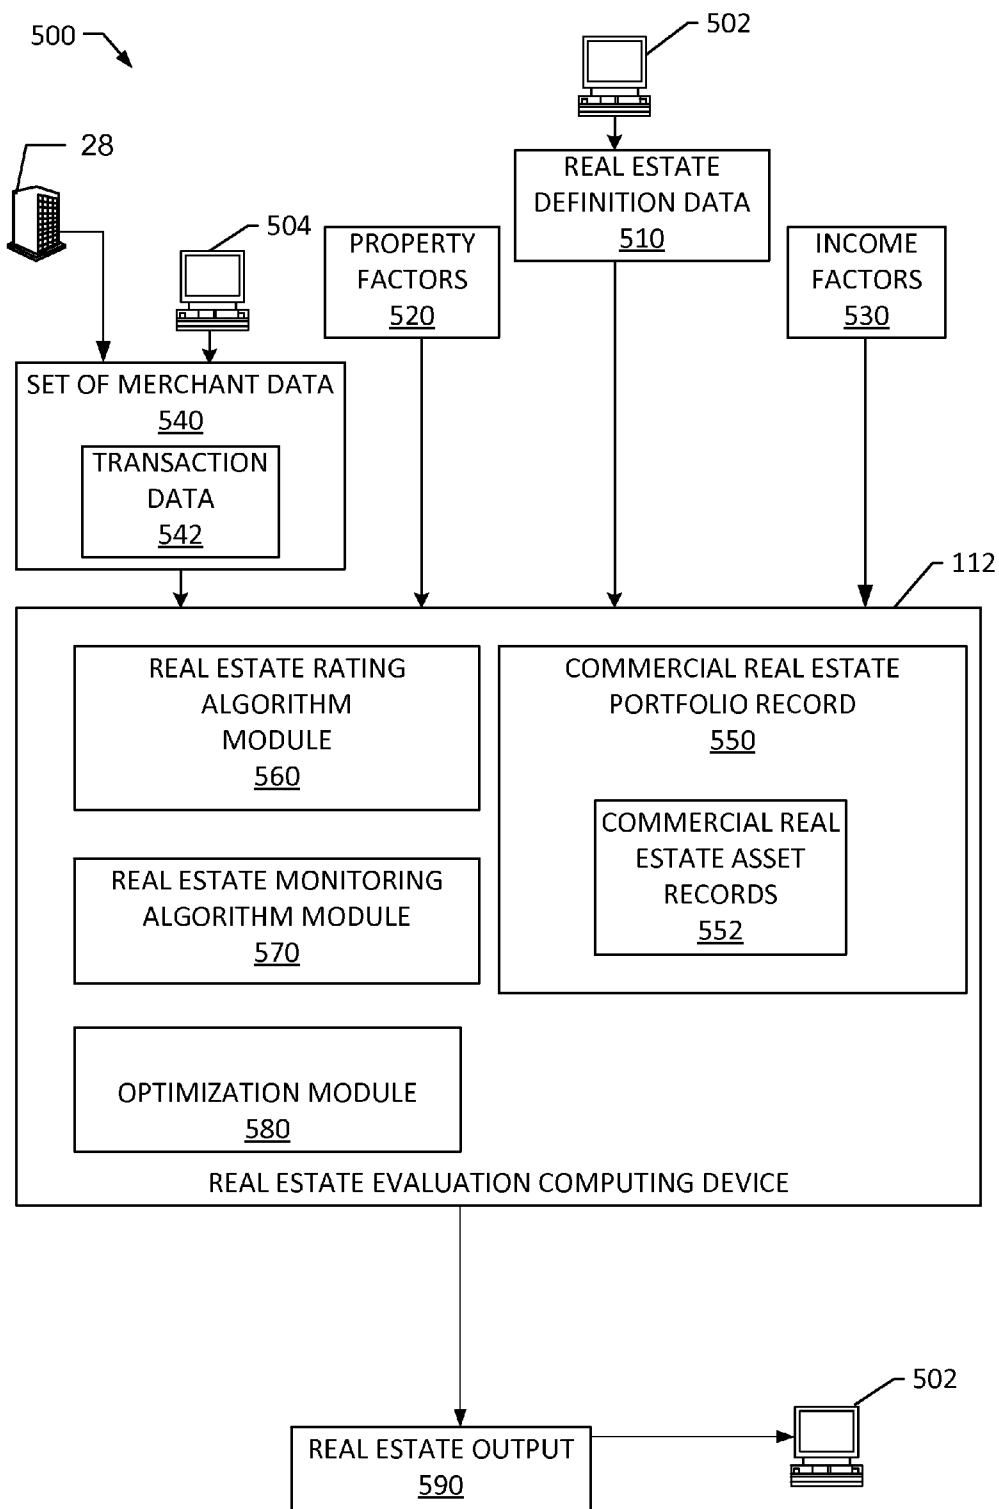 500
502
28
REAL ESTATE
DEFINITION DATA
510
504
PROPERTY
FACTORS
520
INCOME
FACTORS
530
SET OF MERCHANT DATA
540
TRANSACTION
DATA
542
112
REAL ESTATE RATING
ALGORITHM
MODULE
560
COMMERCIAL REAL ESTATE
PORTFOLIO RECORD
550
COMMERCIAL REAL
ESTATE ASSET
RECORDS
552
REAL ESTATE MONITORING
ALGORITHM MODULE
570
OPTIMIZATION MODULE
580
REAL ESTATE EVALUATION COMPUTING DEVICE
502
REAL ESTATE OUTPUT
590